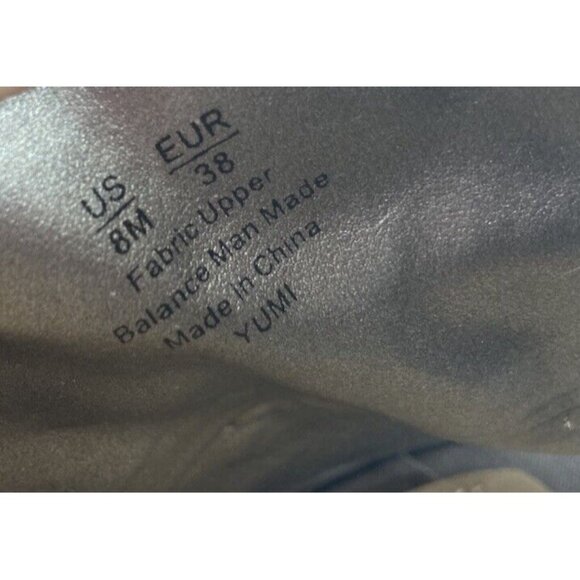 US EUR
8M 38
Fabric Upper
Balance Man Made
Made in China
YUMI